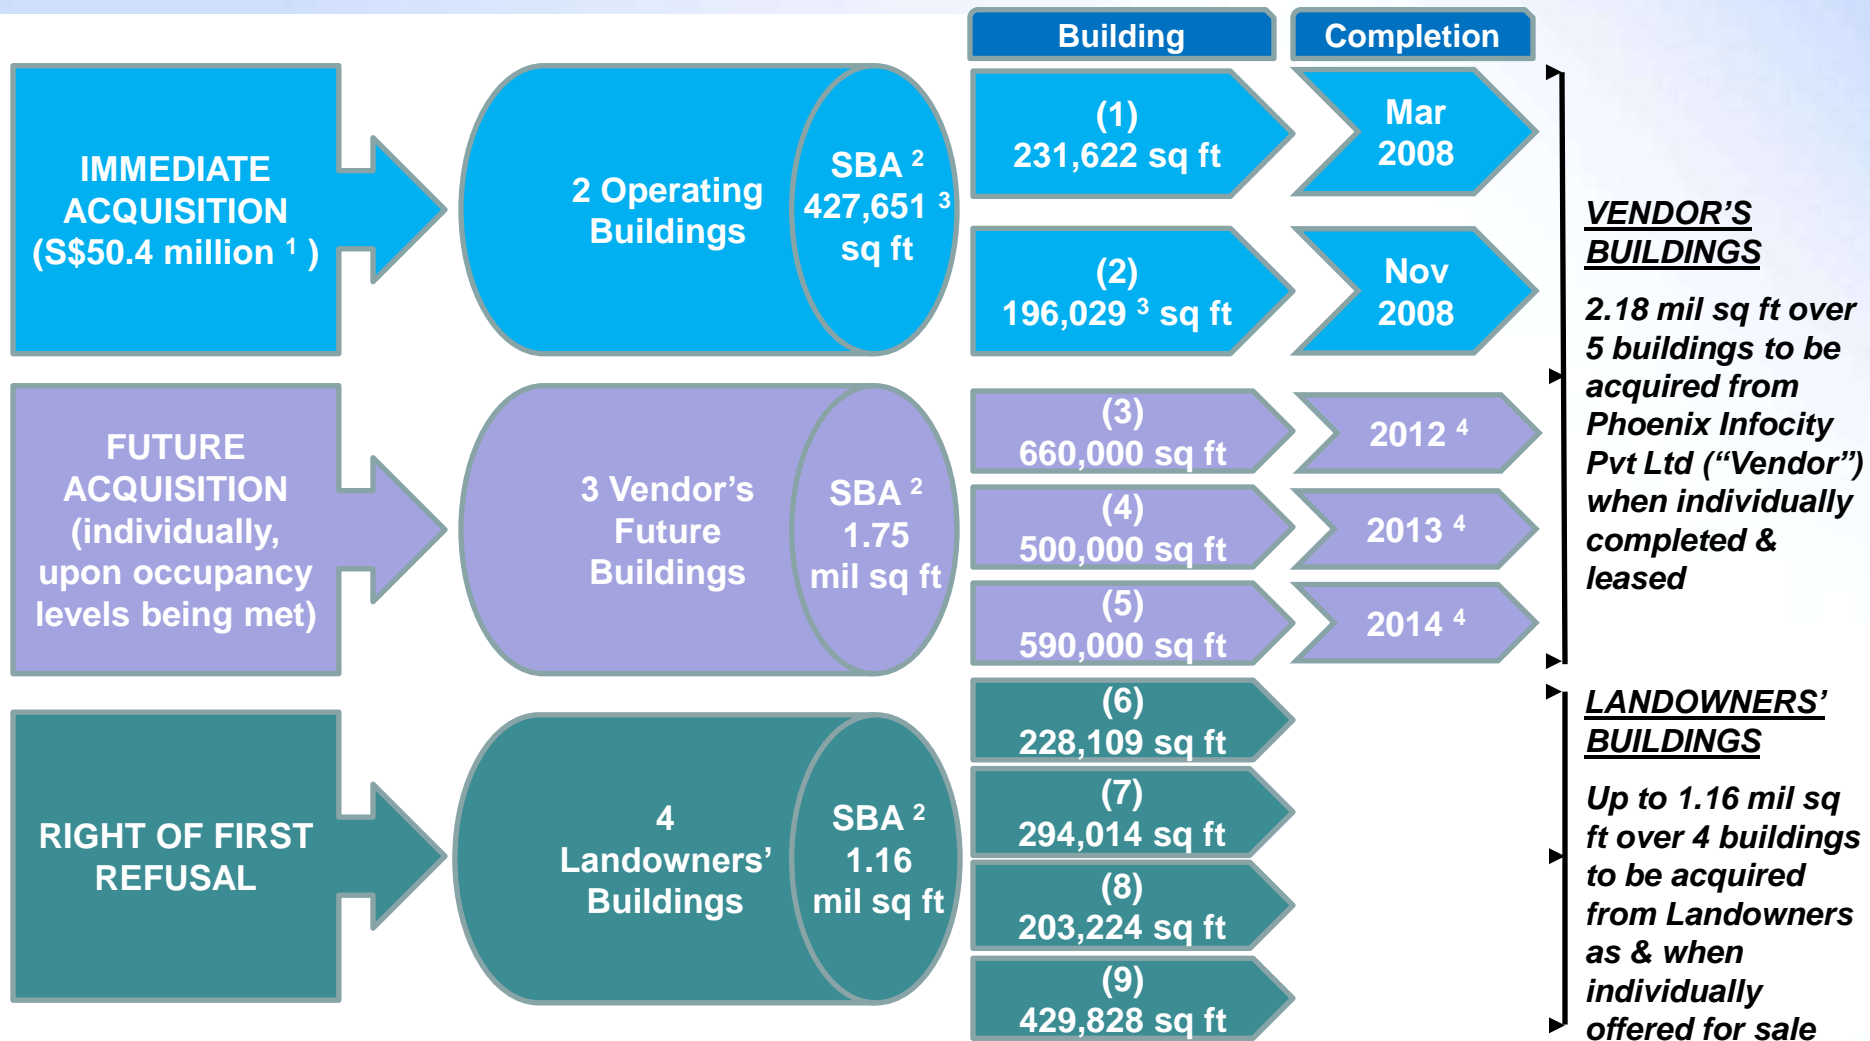 Building
Completion
IMMEDIATE
ACQUISITION
(S$50.4 million 1 )
2 Operating
Buildings
SBA 2
427,651 3
sq ft
(1)
231,622 sq ft
Mar
2008
(2)
196,029 3 sq ft
Nov
2008
FUTURE
ACQUISITION
(individually,
upon occupancy
levels being met)
3 Vendor’s
Future
Buildings
SBA 2
1.75
mil sq ft
(3)
660,000 sq ft
2012 4
(4)
500,000 sq ft
2013 4
(5)
590,000 sq ft
2014 4
VENDOR’S
BUILDINGS
2.18 mil sq ft over
5 buildings to be
acquired from
Phoenix Infocity
Pvt Ltd (“Vendor”)
when individually
completed &
leased
RIGHT OF FIRST
REFUSAL
4
Landowners’
Buildings
SBA 2
1.16
mil sq ft
(6)
228,109 sq ft
(7)
294,014 sq ft
(8)
203,224 sq ft
(9)
429,828 sq ft
LANDOWNERS’
BUILDINGS
Up to 1.16 mil sq
ft over 4 buildings
to be acquired
from Landowners
as & when
individually
offered for sale